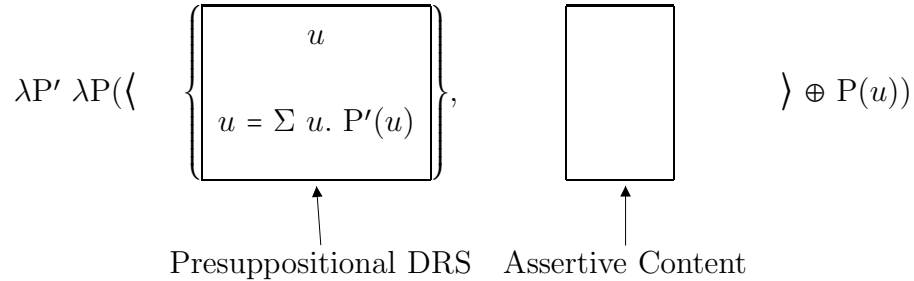 u
λP′ λP(⟨ { u = Σ u. P′(u) }, ⟩ ⊕ P(u))
Presuppositional DRS Assertive Content